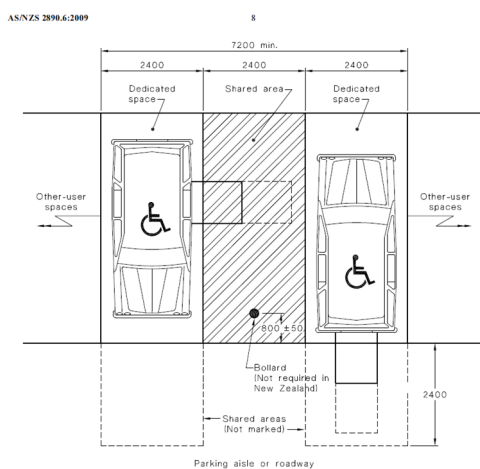 AS/NZS 2890.6:2009
8
7200 min.
2400
2400
2400
Dedicated
space
Shared area
Dedicated
space
Other-user
spaces
Other-user
spaces
800 ±50
Bollard
(Not required in
New Zealand)
2400
Shared areas
(Not marked)
Parking aisle or roadway